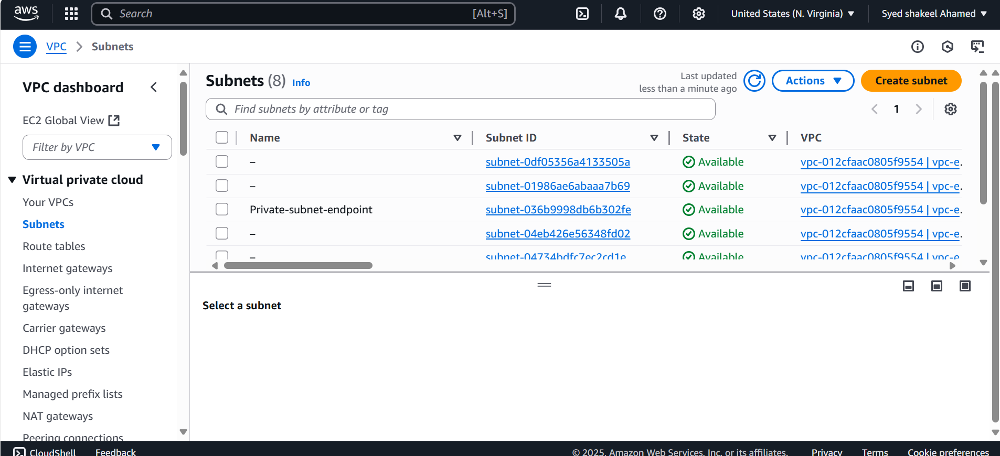 aws
Search [Alt+S]
United States (N. Virginia)
Syed shakeel Ahamed
VPC
Subnets
VPC dashboard
EC2 Global View
Filter by VPC
Virtual private cloud
Your VPCs
Subnets
Route tables
Internet gateways
Egress-only internet
gateways
Carrier gateways
DHCP option sets
Elastic IPs
Managed prefix lists
NAT gateways
Peering connections
Subnets (8) Info
Last updated
less than a minute ago
Actions
Create subnet
Find subnets by attribute or tag
1
Name Subnet ID State VPC
– subnet-0df05356a4133505a Available vpc-012cfaac0805f9554 | vpc-e.
– subnet-01986ae6abaaa7b69 Available vpc-012cfaac0805f9554 | vpc-e.
Private-subnet-endpoint subnet-036b9998db6b302fe Available vpc-012cfaac0805f9554 | vpc-e.
– subnet-04eb426e56348fd02 Available vpc-012cfaac0805f9554 | vpc-e.
– subnet-04734bdfc7ec2cd1e Available vpc-012cfaac0805f9554 | vpc-e
Select a subnet
CloudShell Feedback © 2025, Amazon Web Services, Inc. or its affiliates. Privacy Terms Cookie preferences